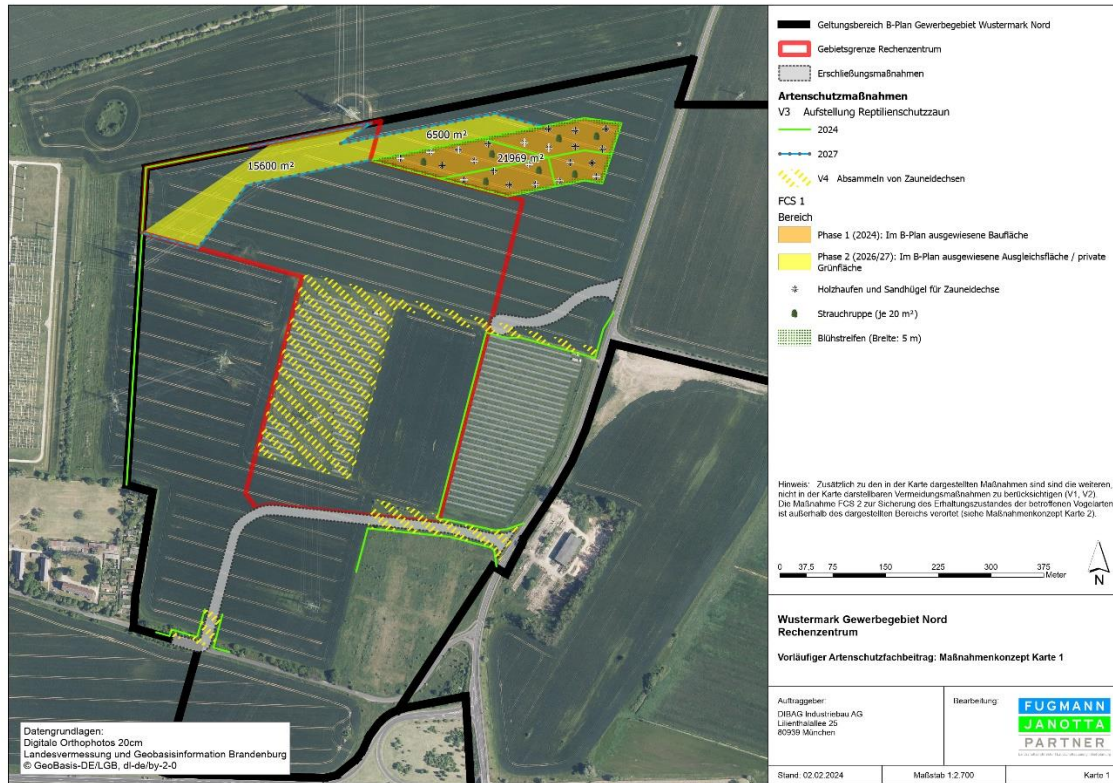 15600 m²
6500 m²
21969 m²
Datengrundlagen:
Digitale Orthophotos 20cm
Landesvermessung und Geobasisinformation Brandenburg
© GeoBasis-DE/LGB, dl-de/by-2-0
Geltungsbereich B-Plan Gewerbegebiet Wustermark Nord
Gebietsgrenze Rechenzentrum
Erschließungsmaßnahmen
Artenschutzmaßnahmen
V3 Aufstellung Reptilienschutzzaun
2024
2027
V4 Absammeln von Zauneidechsen
FCS 1
Bereich
Phase 1 (2024): Im B-Plan ausgewiesene Baufläche
Phase 2 (2026/27): Im B-Plan ausgewiesene Ausgleichsfläche / private
Grünfläche
Holzhaufen und Sandhügel für Zauneidechse
Strauchruppe (je 20 m²)
Blühstreifen (Breite: 5 m)
Hinweis: Zusätzlich zu den in der Karte dargestellten Maßnahmen sind sind die weiteren,
nicht in der Karte darstellbaren Vermeidungsmaßnahmen zu berücksichtigen (V1, V2).
Die Maßnahme FCS 2 zur Sicherung des Erhaltungszustandes der betroffenen Vogelarten
ist außerhalb des dargestellten Bereichs verortet (siehe Maßnahmenkonzept Karte 2).
0 37,5 75 150 225 300 375
Meter
N
Wustermark Gewerbegebiet Nord
Rechenzentrum
Vorläufiger Artenschutzfachbeitrag: Maßnahmenkonzept Karte 1
Auftraggeber:
DIBAG Industriebau AG
Lilienthalallee 25
80939 München
Bearbeitung:
FUGMANN
JANOTTA
PARTNER
Stand: 02.02.2024
Maßstab 1:2.700
Karte 1